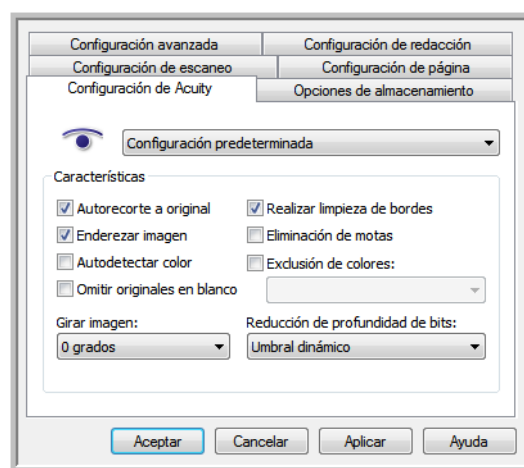 Configuración avanzada Configuración de redacción
Configuración de escaneo Configuración de página
Configuración de Acuity Opciones de almacenamiento
Configuración predeterminada
Características
Autorecorte a original Realizar limpieza de bordes
Enderezar imagen Eliminación de motas
Autodetectar color Exclusión de colores:
Omitir originales en blanco
Girar imagen: Reducción de profundidad de bits:
0 grados Umbral dinámico
Aceptar Cancelar Aplicar Ayuda